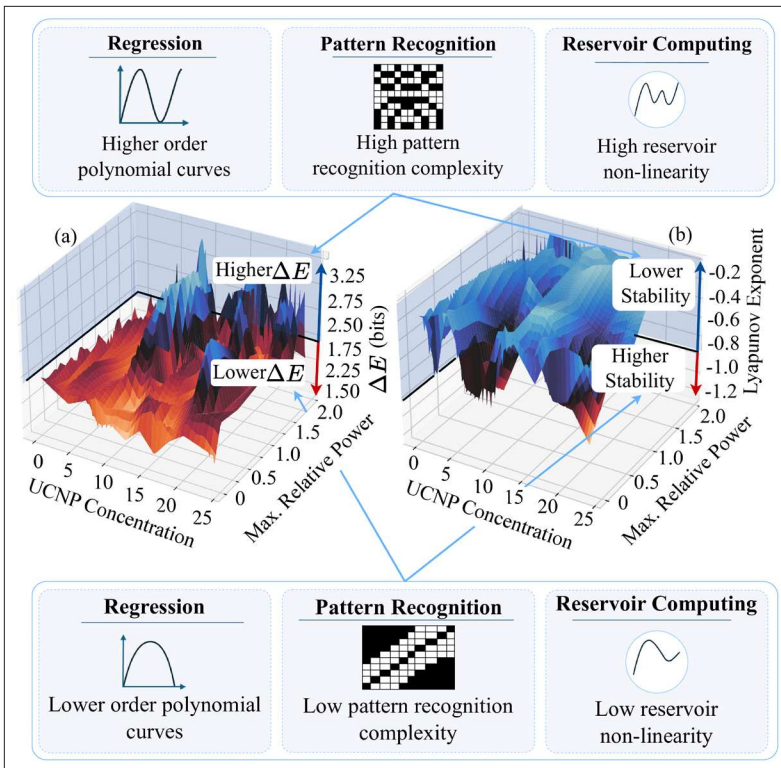 Regression
Higher order
polynomial curves
Pattern Recognition
High pattern
recognition complexity
Reservoir Computing
High reservoir
non-linearity
(a)
Higher ΔE
Lower ΔE
3.25
2.75
2.50
1.75
2.25
1.50
ΔE (bits)
2.0
1.5
1.0
0.5
0
Max. Relative Power
0
5
10
15
20
25
UCNP Concentration
(b)
Lower
Stability
Higher
Stability
-0.2
-0.4
-0.6
-0.8
-1.0
-1.2
Lyapunov Exponent
2.0
1.5
1.0
0.5
0
Max. Relative Power
0
5
10
15
20
25
UCNP Concentration
Regression
Lower order polynomial
curves
Pattern Recognition
Low pattern recognition
complexity
Reservoir Computing
Low reservoir
non-linearity